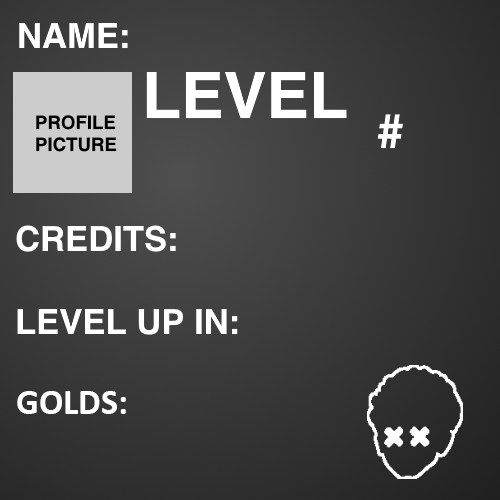 NAME:
LEVEL
#
PROFILE
PICTURE
CREDITS:
LEVEL UP IN:
GOLDS: